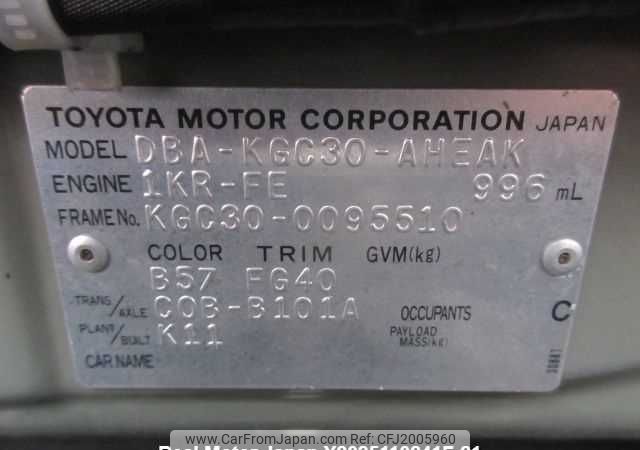 TOYOTA MOTOR CORPORATION JAPAN
MODEL DBA-KGC30-AHEAK
ENGINE 1KR-FE 996 mL
FRAME No. KGC30-0095510
COLOR TRIM GVM(kg)
B57 FG40
TRANS/AXLE COB-B101A OCCUPANTS C
PLANT/BUILT K11 PAYLOAD MASS(kg)
CAR NAME
www.CarFromJapan.com (ID:CFJ2005960)